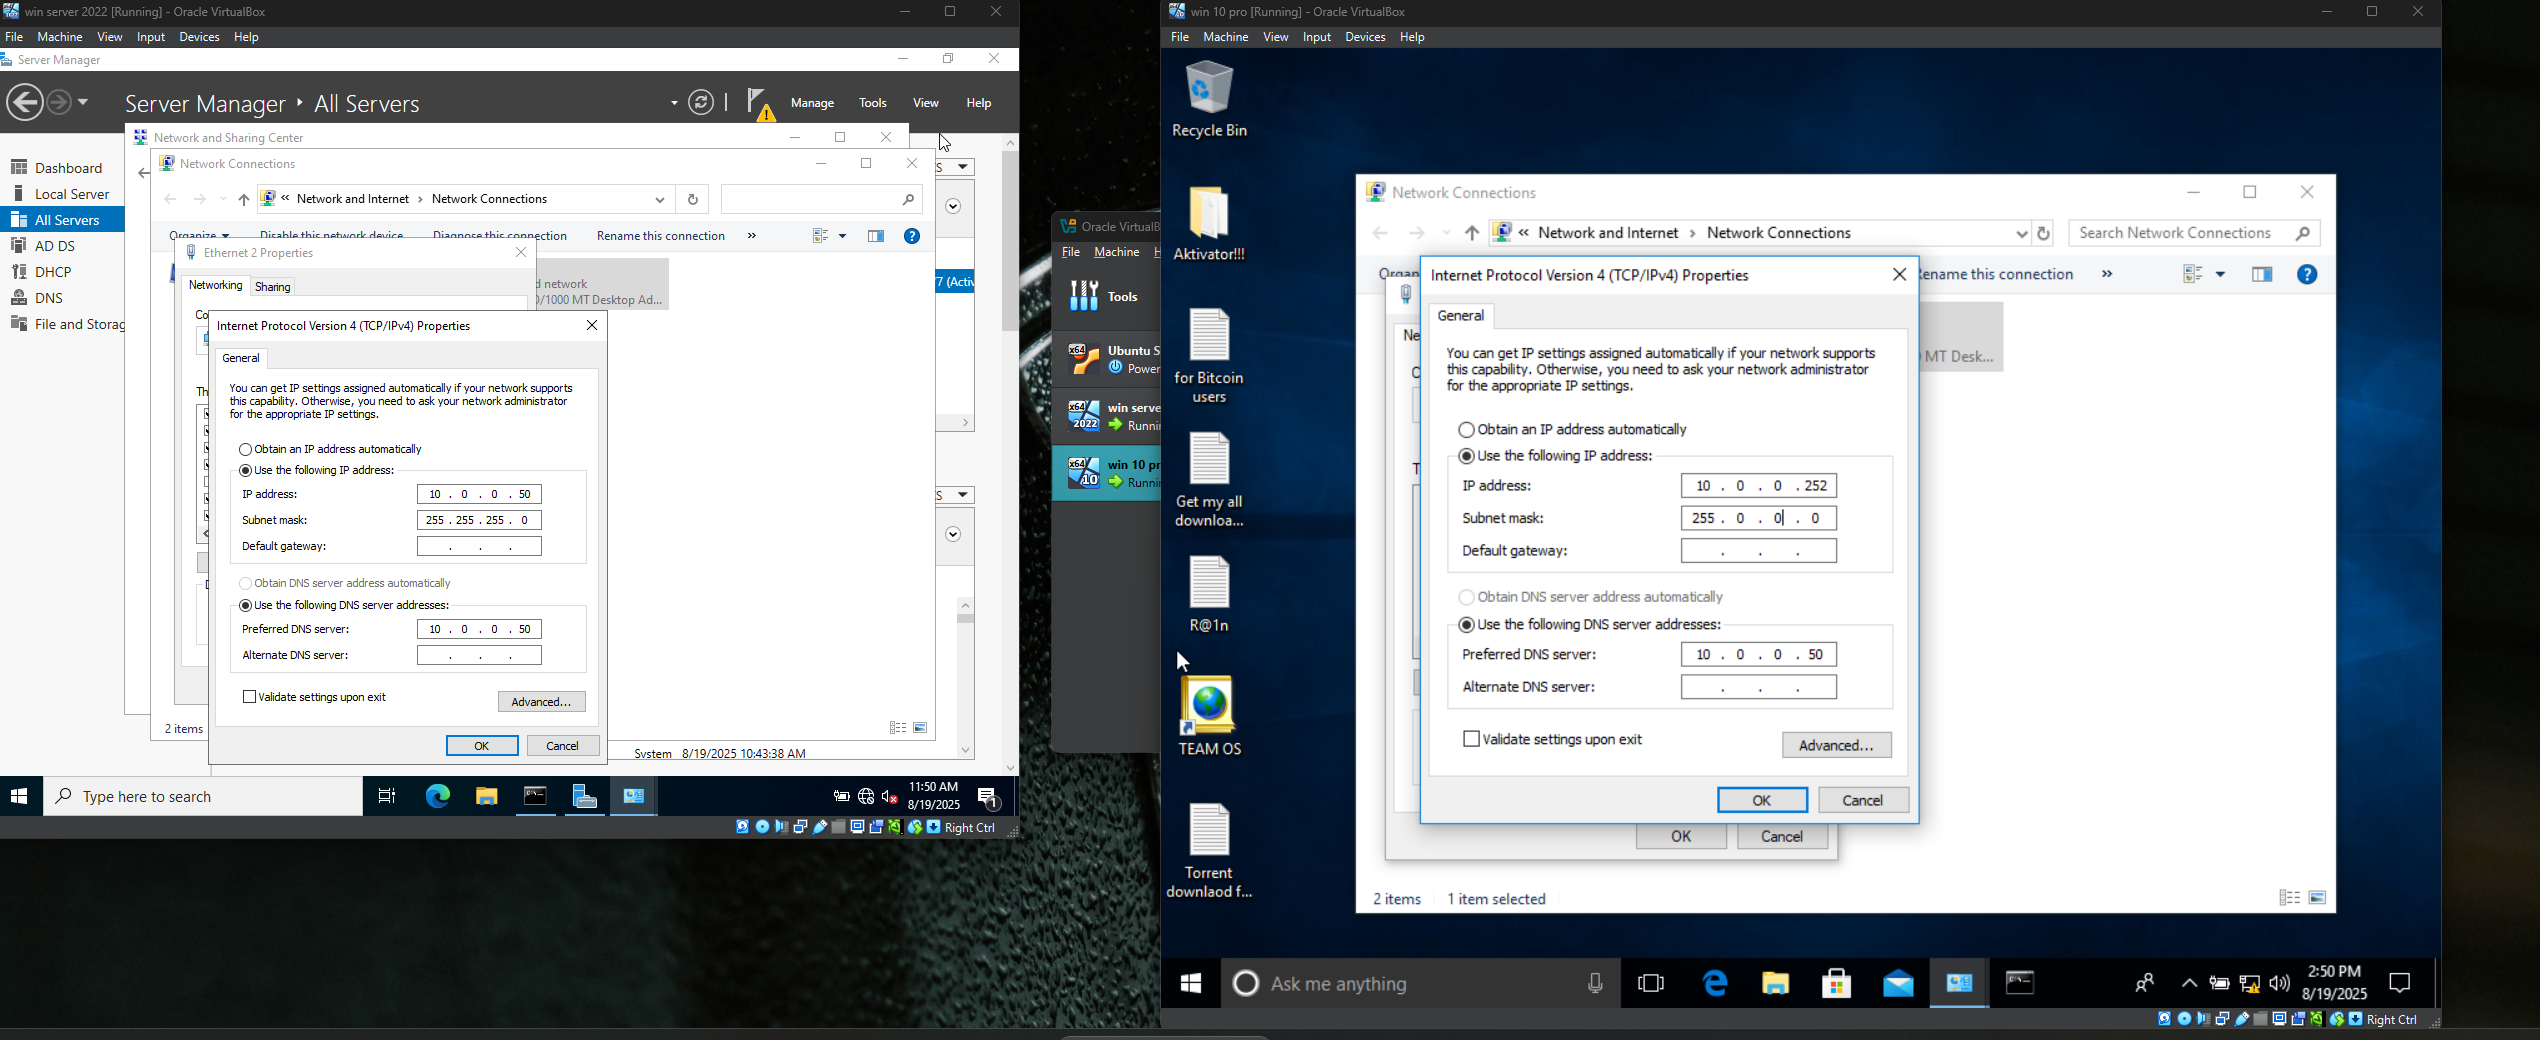 win server 2022 [Running] - Oracle VirtualBox
File Machine View Input Devices Help
Server Manager
Server Manager ‣ All Servers
Manage Tools View Help
Dashboard
Local Server
All Servers
AD DS
DHCP
DNS
File and Storag
Network and Sharing Center
Network Connections
« Network and Internet › Network Connections
Organize Disable this network device Diagnose this connection Rename this connection »
Ethernet 2 Properties
Networking Sharing
d network
0/1000 MT Desktop Ad...
7 (Activ
Co
Th
Internet Protocol Version 4 (TCP/IPv4) Properties
General
You can get IP settings assigned automatically if your network supports
this capability. Otherwise, you need to ask your network administrator
for the appropriate IP settings.
Obtain an IP address automatically
Use the following IP address:
IP address: 10 . 0 . 0 . 50
Subnet mask: 255 . 255 . 255 . 0
Default gateway: . . .
Obtain DNS server address automatically
Use the following DNS server addresses:
Preferred DNS server: 10 . 0 . 0 . 50
Alternate DNS server: . . .
Validate settings upon exit
Advanced...
OK Cancel
2 items
System 8/19/2025 10:43:38 AM
Type here to search
11:50 AM
8/19/2025
1
Right Ctrl
Oracle VirtualB
File Machine H
Tools
x64
Ubuntu S
Power
x64
2022
win serve
Runnin
x64
10
win 10 pr
Runnin
win 10 pro [Running] - Oracle VirtualBox
File Machine View Input Devices Help
Recycle Bin
Aktivator!!!
for Bitcoin
users
Get my all
downloa...
R@1n
TEAM OS
Torrent
downlaod f...
Network Connections
« Network and Internet › Network Connections
Search Network Connections
Organ
ename this connection »
Ne
MT Desk...
Internet Protocol Version 4 (TCP/IPv4) Properties
General
You can get IP settings assigned automatically if your network supports
this capability. Otherwise, you need to ask your network administrator
for the appropriate IP settings.
Obtain an IP address automatically
Use the following IP address:
IP address: 10 . 0 . 0 . 252
Subnet mask: 255 . 0 . 0 . 0
Default gateway: . . .
Obtain DNS server address automatically
Use the following DNS server addresses:
Preferred DNS server: 10 . 0 . 0 . 50
Alternate DNS server: . . .
Validate settings upon exit
Advanced...
OK Cancel
OK Cancel
2 items 1 item selected
Ask me anything
2:50 PM
8/19/2025
Right Ctrl